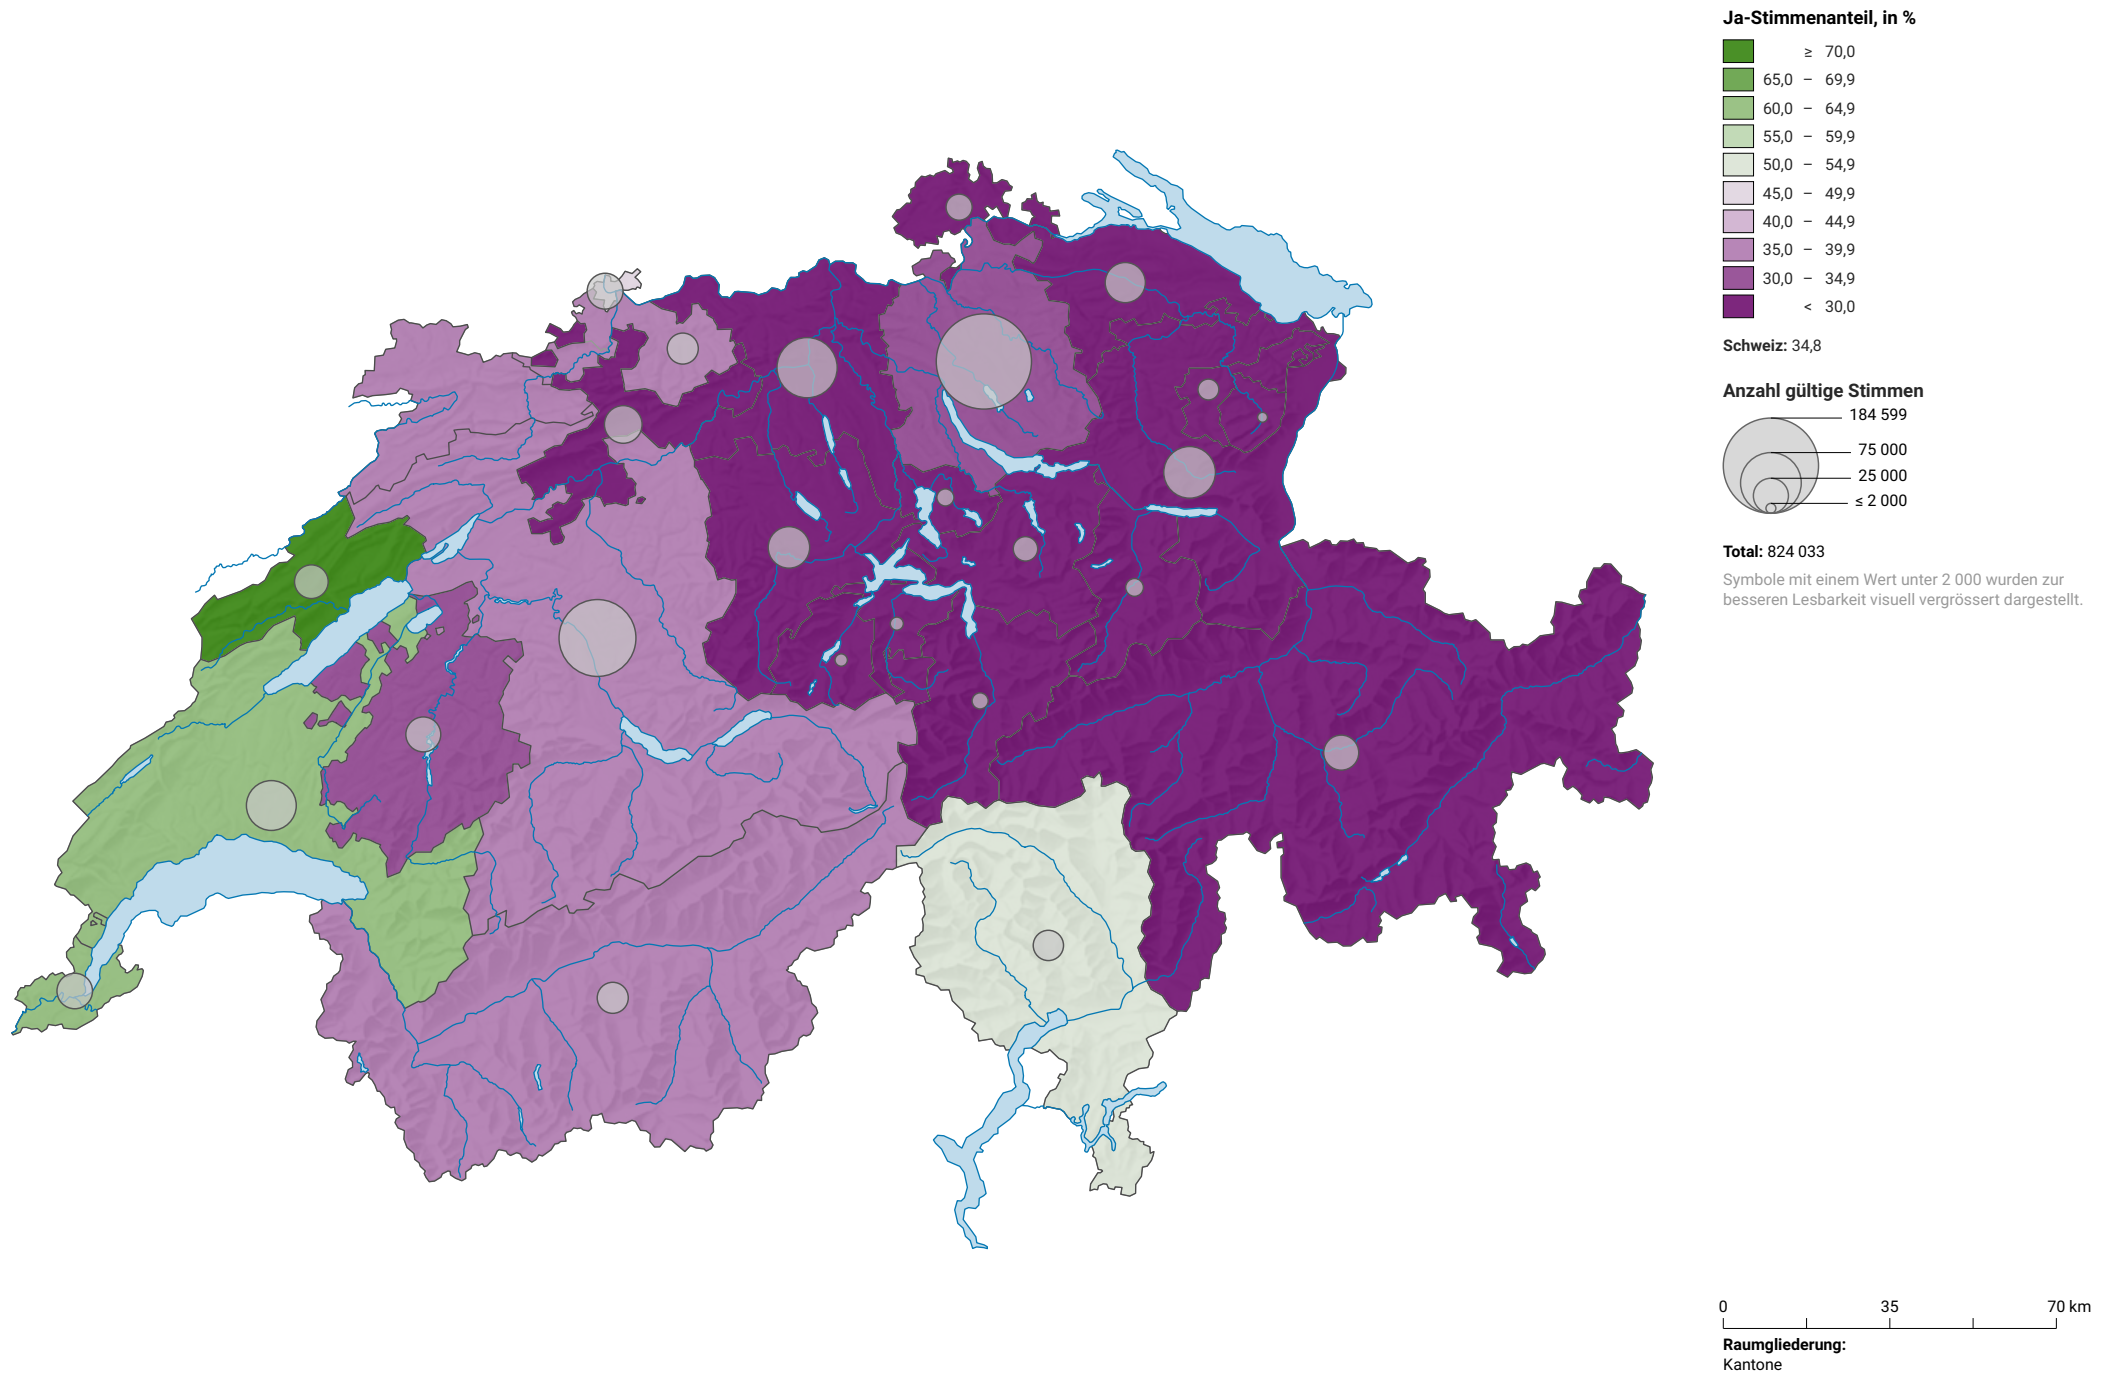 Ja-Stimmenanteil, in %
≥ 70,0
65,0 – 69,9
60,0 – 64,9
55,0 – 59,9
50,0 – 54,9
45,0 – 49,9
40,0 – 44,9
35,0 – 39,9
30,0 – 34,9
< 30,0
Schweiz: 34,8
Anzahl gültige Stimmen
184 599
75 000
25 000
≤ 2 000
Total: 824 033
Symbole mit einem Wert unter 2 000 wurden zur
besseren Lesbarkeit visuell vergrössert dargestellt.
0 35 70 km
Raumgliederung:
Kantone